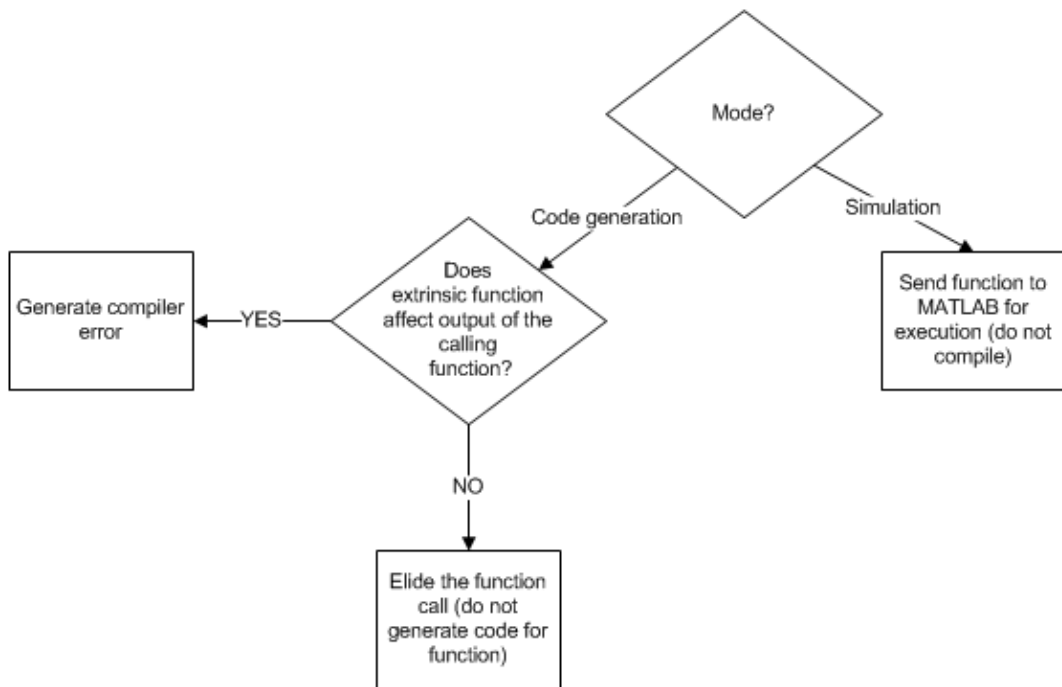 Mode?
Code generation
Simulation
Does
extrinsic function
affect output of the
calling
function?
YES
Generate compiler
error
Send function to
MATLAB for
execution (do not
compile)
NO
Elide the function
call (do not
generate code for
function)